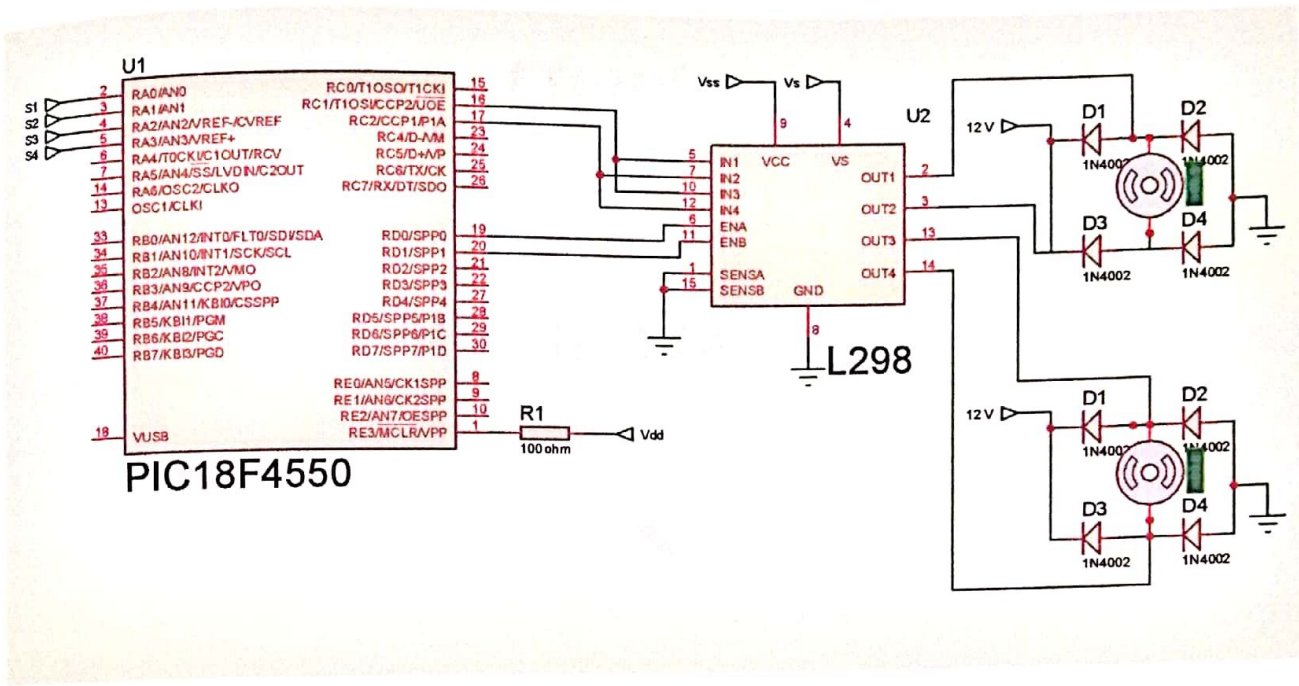 U1
S1
S2
S3
S4
2 RA0/AN0
3 RA1/AN1
4 RA2/AN2/VREF-/CVREF
5 RA3/AN3/VREF+
6 RA4/T0CKI/C1OUT/RCV
7 RA5/AN4/SS/LVDIN/C2OUT
14 RA6/OSC2/CLKO
13 OSC1/CLKI
33 RB0/AN12/INT0/FLT0/SDI/SDA
34 RB1/AN10/INT1/SCK/SCL
35 RB2/AN8/INT2/VMO
36 RB3/AN9/CCP2/VPO
37 RB4/AN11/KBI0/CSSPP
38 RB5/KBI1/PGM
39 RB6/KBI2/PGC
40 RB7/KBI3/PGD
18 VUSB
RC0/T1OSO/T1CKI 15
RC1/T1OSI/CCP2/UOE 16
RC2/CCP1/P1A 17
RC4/D-/VM 23
RC5/D+/VP 24
RC6/TX/CK 25
RC7/RX/DT/SDO 26
RD0/SPP0 19
RD1/SPP1 20
RD2/SPP2 21
RD3/SPP3 22
RD4/SPP4 27
RD5/SPP5/P1B 28
RD6/SPP6/P1C 29
RD7/SPP7/P1D 30
RE0/AN5/CK1SPP 8
RE1/AN6/CK2SPP 9
RE2/AN7/OESPP 10
RE3/MCLR/VPP 1
PIC18F4550
R1
100 ohm
Vdd
Vss
Vs
9
4
U2
VCC
VS
5 IN1
7 IN2
10 IN3
12 IN4
6 ENA
11 ENB
1 SENSA
15 SENSB
GND
8
OUT1 2
OUT2 3
OUT3 13
OUT4 14
L298
12 V
D1
1N4002
D2
1N4002
D3
1N4002
D4
1N4002
12 V
D1
1N4002
D2
1N4002
D3
1N4002
D4
1N4002